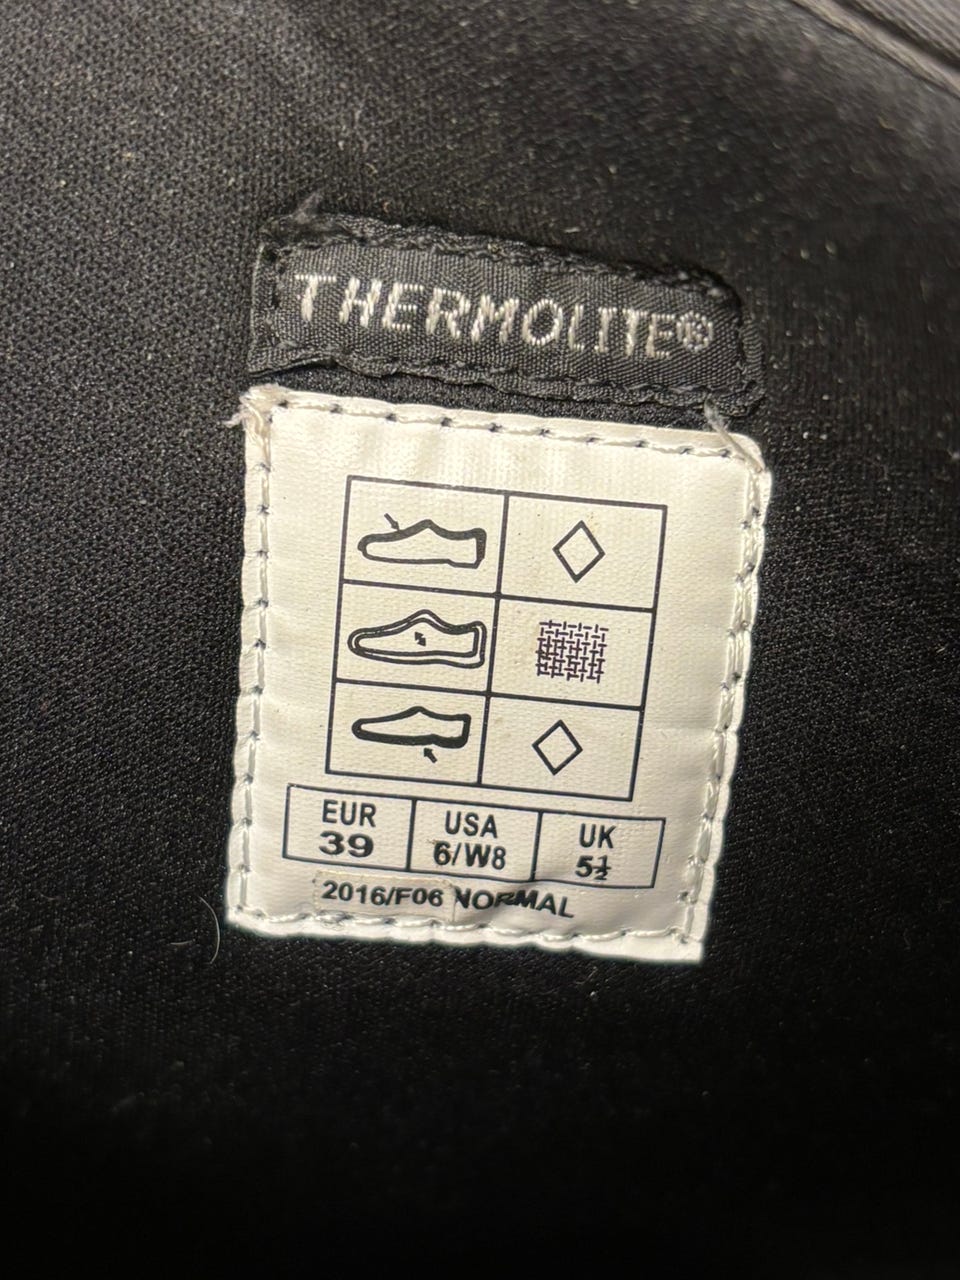 THERMOLITE®
EUR USA UK
39 6/W8 5½
2016/F06 NORMAL